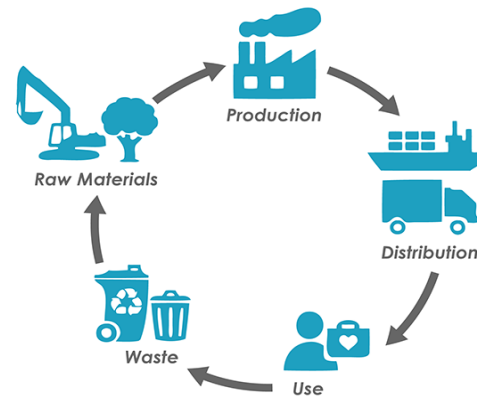 Production
Raw Materials
Distribution
Waste
Use